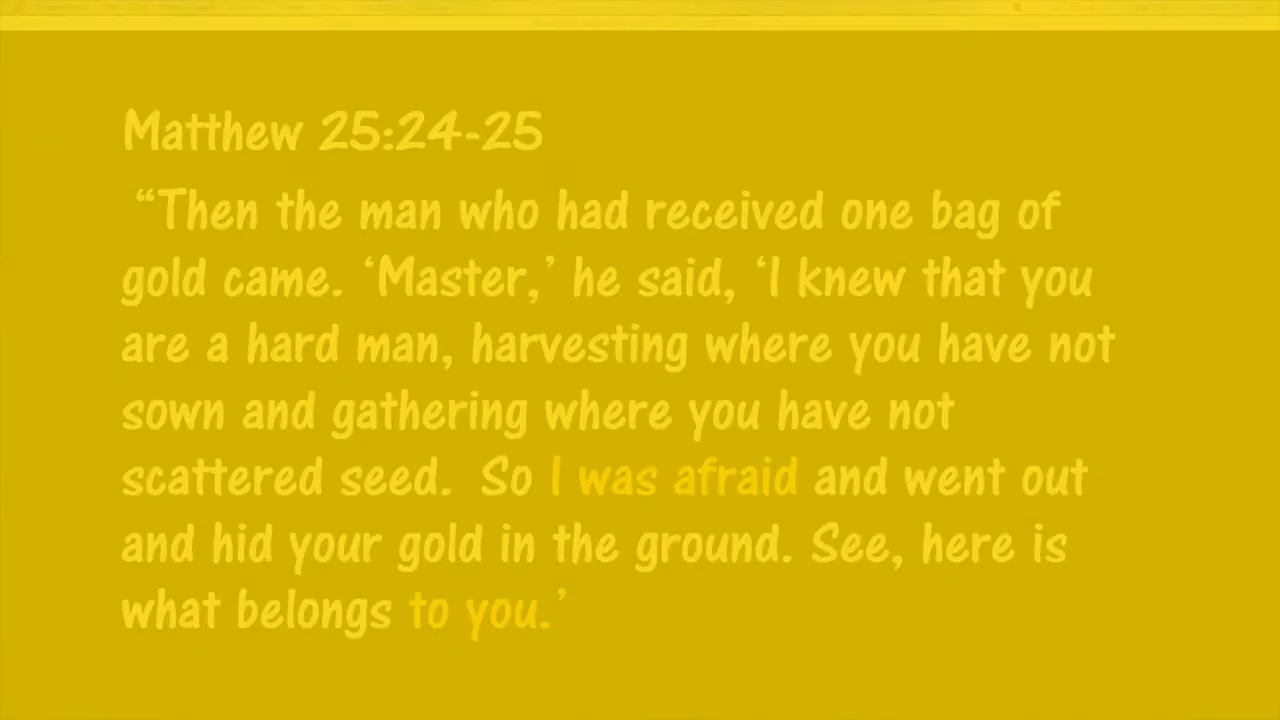 Matthew 25:24-25
“Then the man who had received one bag of
gold came. ‘Master,’ he said, ‘I knew that you
are a hard man, harvesting where you have not
sown and gathering where you have not
scattered seed. So I was afraid and went out
and hid your gold in the ground. See, here is
what belongs to you.’